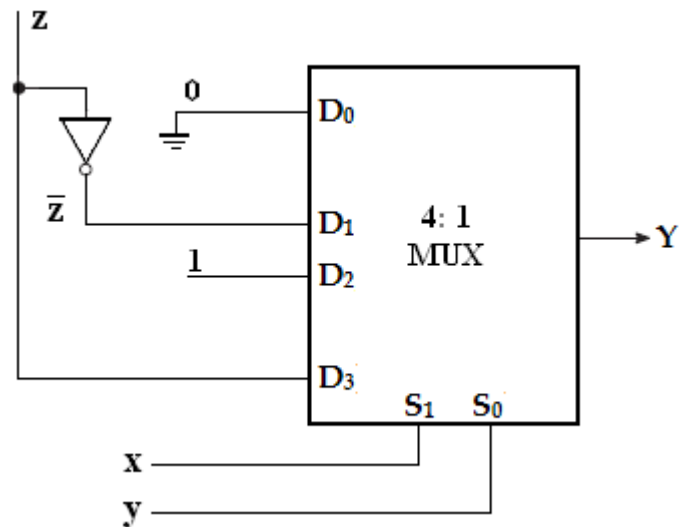 z
0
D₀
z̅
D₁
4: 1
MUX
Y
1
D₂
D₃
S₁ S₀
x
y